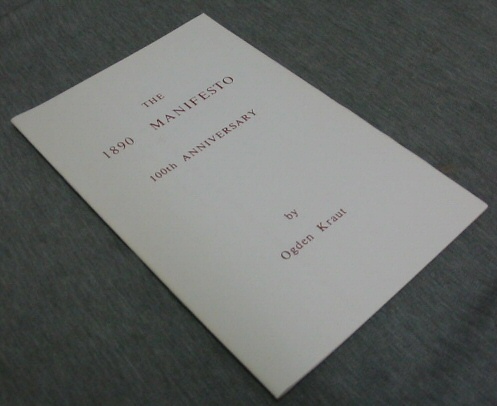 THE
1890 MANIFESTO
100th ANNIVERSARY
by
Ogden Kraut